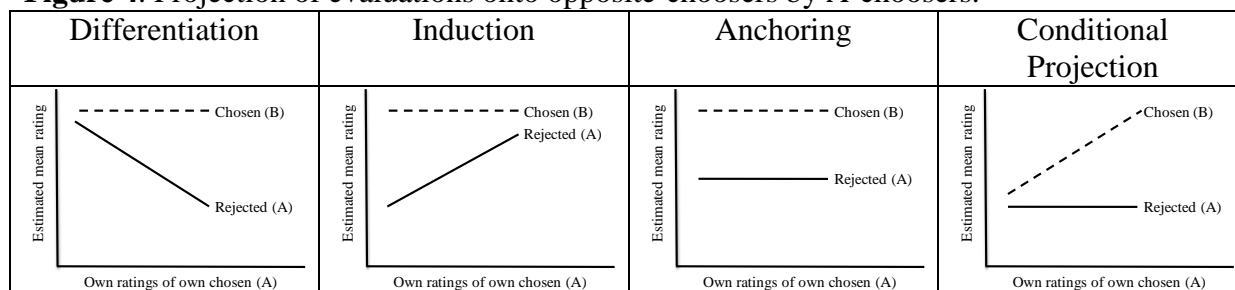 Figure 4. Projection of evaluations onto opposite-choosers by A-choosers.
Differentiation
Induction
Anchoring
Conditional
Projection
Estimated mean rating
Chosen (B)
Rejected (A)
Own ratings of own chosen (A)
Estimated mean rating
Chosen (B)
Rejected (A)
Own ratings of own chosen (A)
Estimated mean rating
Chosen (B)
Rejected (A)
Own ratings of own chosen (A)
Estimated mean rating
Chosen (B)
Rejected (A)
Own ratings of own chosen (A)